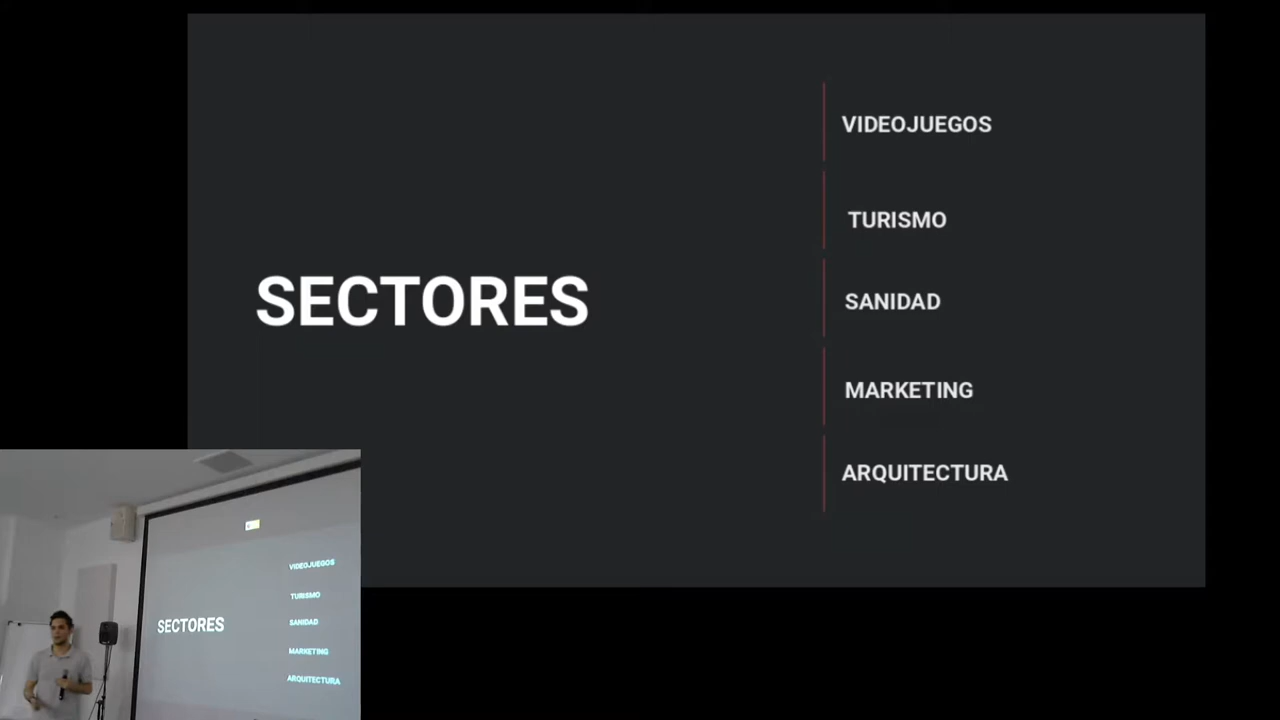 SECTORES
VIDEOJUEGOS
TURISMO
SANIDAD
MARKETING
ARQUITECTURA
SECTORES
VIDEOJUEGOS
TURISMO
SANIDAD
MARKETING
ARQUITECTURA